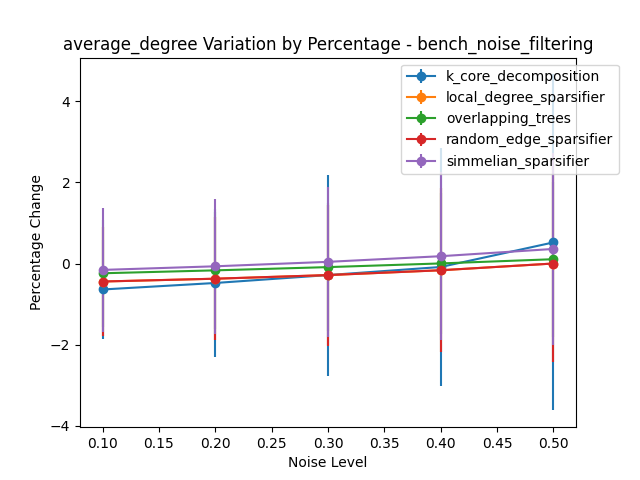 average_degree Variation by Percentage - bench_noise_filtering
k_core_decomposition
local_degree_sparsifier
overlapping_trees
random_edge_sparsifier
simmelian_sparsifier
Percentage Change
4
2
0
−2
−4
0.10 0.15 0.20 0.25 0.30 0.35 0.40 0.45 0.50
Noise Level